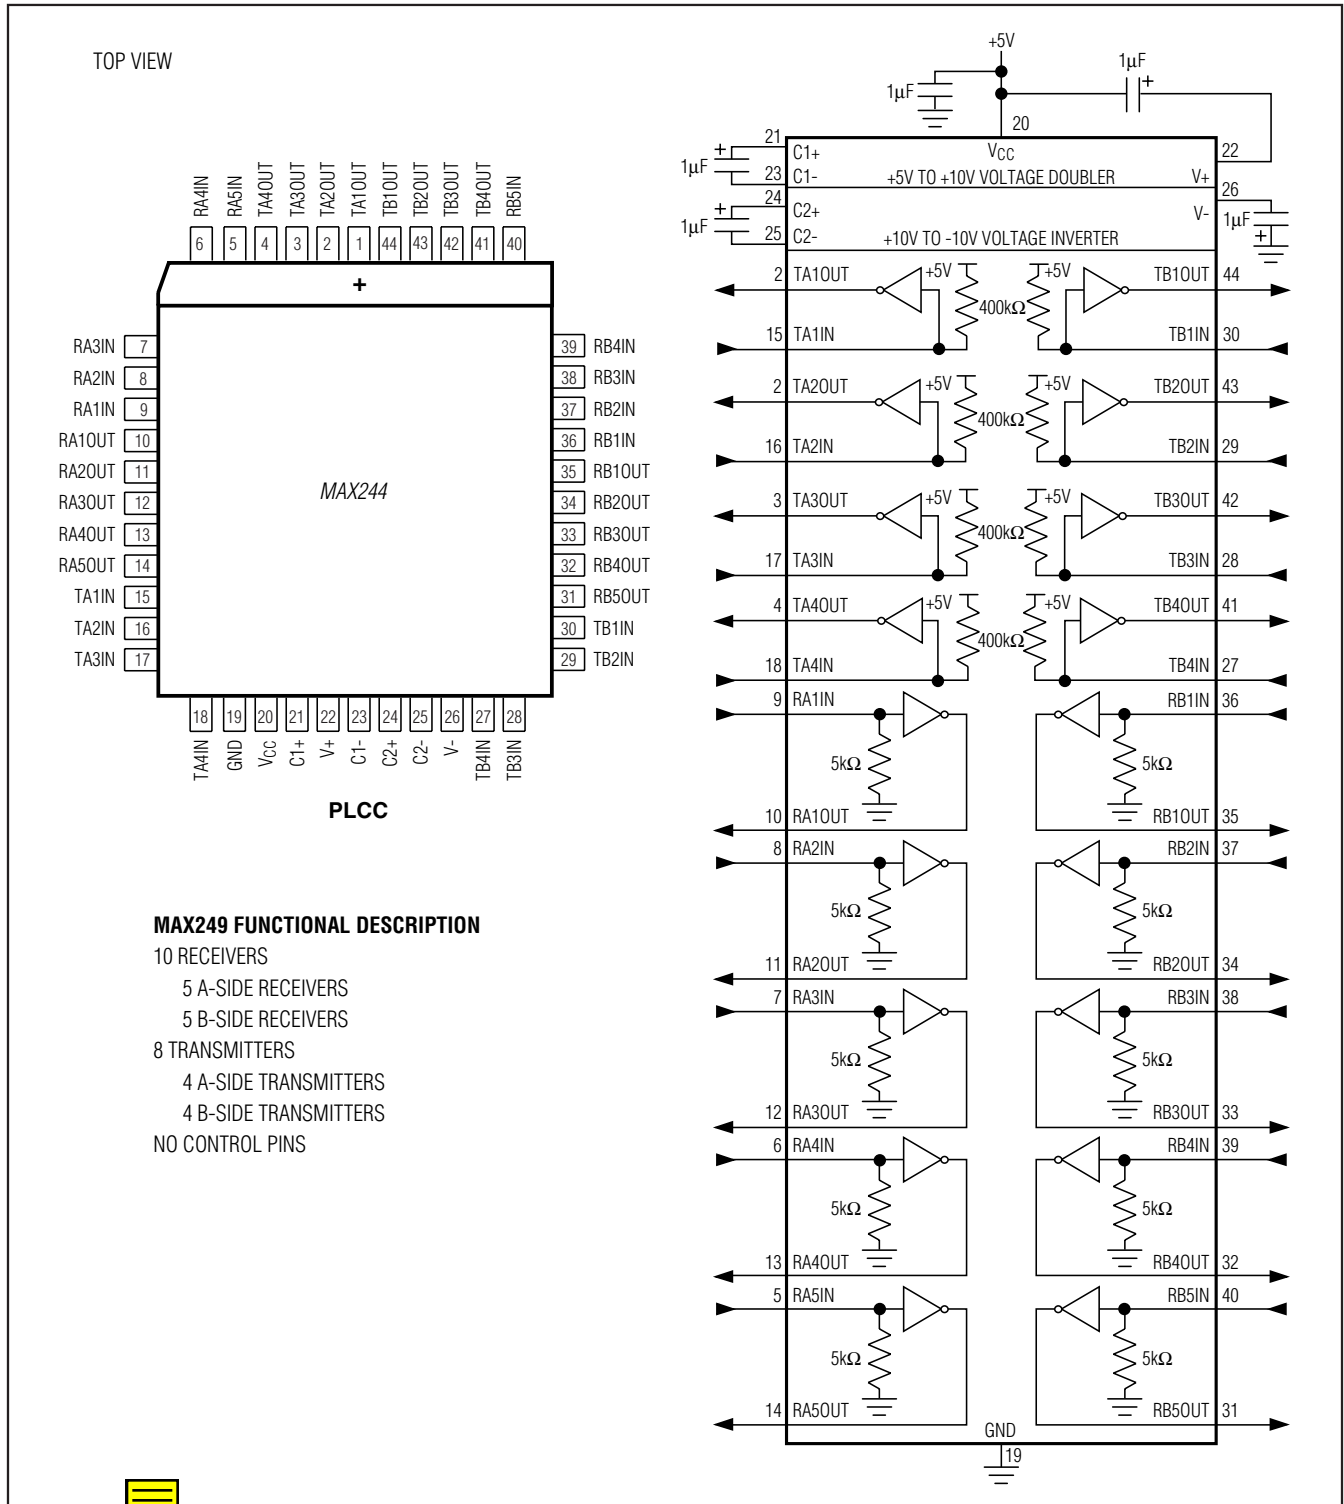 TOP VIEW
RA4IN RA5IN TA4OUT TA3OUT TA2OUT TA1OUT TB1OUT TB2OUT TB3OUT TB4OUT RB5IN
6 5 4 3 2 1 44 43 42 41 40
+
RA3IN 7
RA2IN 8
RA1IN 9
RA1OUT 10
RA2OUT 11
RA3OUT 12
RA4OUT 13
RA5OUT 14
TA1IN 15
TA2IN 16
TA3IN 17
MAX244
39 RB4IN
38 RB3IN
37 RB2IN
36 RB1IN
35 RB1OUT
34 RB2OUT
33 RB3OUT
32 RB4OUT
31 RB5OUT
30 TB1IN
29 TB2IN
18 19 20 21 22 23 24 25 26 27 28
TA4IN GND VCC C1+ V+ C1- C2+ C2- V- TB4IN TB3IN
PLCC
MAX249 FUNCTIONAL DESCRIPTION
10 RECEIVERS
5 A-SIDE RECEIVERS
5 B-SIDE RECEIVERS
8 TRANSMITTERS
4 A-SIDE TRANSMITTERS
4 B-SIDE TRANSMITTERS
NO CONTROL PINS
+5V
1µF
1µF +
20
21 C1+ VCC 22
+ 1µF
23 C1- +5V TO +10V VOLTAGE DOUBLER V+
26
24 C2+ V- 1µF +
+ 1µF
25 C2- +10V TO -10V VOLTAGE INVERTER
2 TA1OUT +5V +5V TB1OUT 44
400kΩ
15 TA1IN TB1IN 30
2 TA2OUT +5V +5V TB2OUT 43
400kΩ
16 TA2IN TB2IN 29
3 TA3OUT +5V +5V TB3OUT 42
400kΩ
17 TA3IN TB3IN 28
4 TA4OUT +5V +5V TB4OUT 41
400kΩ
18 TA4IN TB4IN 27
9 RA1IN RB1IN 36
5kΩ 5kΩ
10 RA1OUT RB1OUT 35
8 RA2IN RB2IN 37
5kΩ 5kΩ
11 RA2OUT RB2OUT 34
7 RA3IN RB3IN 38
5kΩ 5kΩ
12 RA3OUT RB3OUT 33
6 RA4IN RB4IN 39
5kΩ 5kΩ
13 RA4OUT RB4OUT 32
5 RA5IN RB5IN 40
5kΩ 5kΩ
14 RA5OUT RB5OUT 31
GND
19